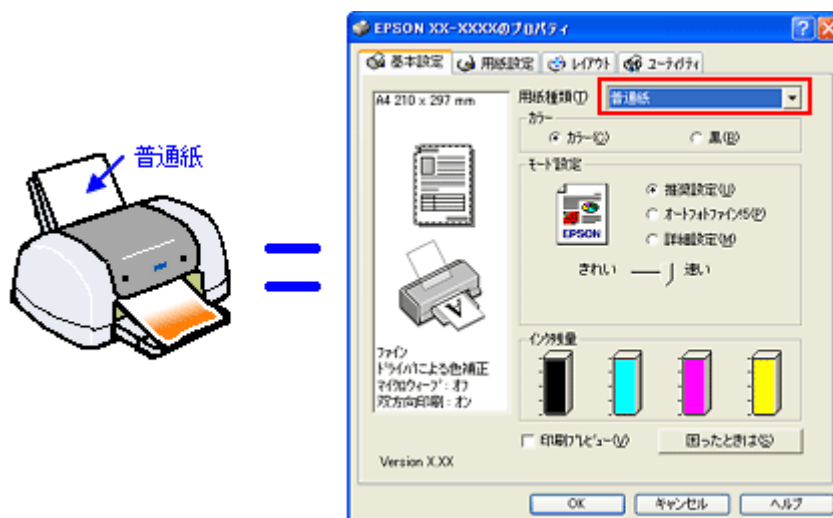 普通紙
EPSON XX-XXXXのプロパティ
基本設定 用紙設定 レイアウト ユーティリティ
A4 210 x 297 mm
用紙種類(T) 普通紙
カラー
カラー(C) 黒(B)
モード設定
推奨設定(U)
オートフォトファイン!5(P)
詳細設定(M)
EPSON
きれい 速い
A
ファイン
ドライバによる色補正
マイクロウィーブ : オフ
双方向印刷 : オン
インク残量
印刷プレビュー(V) 困ったときは(S)
Version X.XX
OK キャンセル ヘルプ